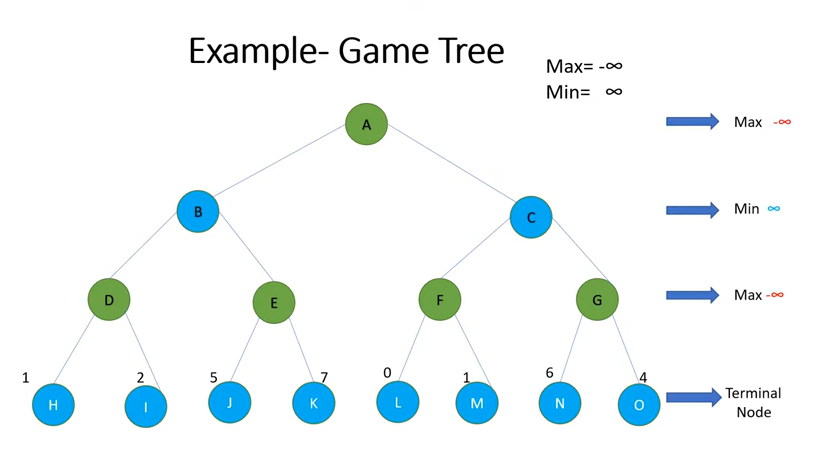 Example- Game Tree
Max= -∞
Min= ∞
A
Max -∞
B
C
Min ∞
D
E
F
G
Max -∞
1
2
5
7
0
1
6
4
H
I
J
K
L
M
N
O
Terminal
Node